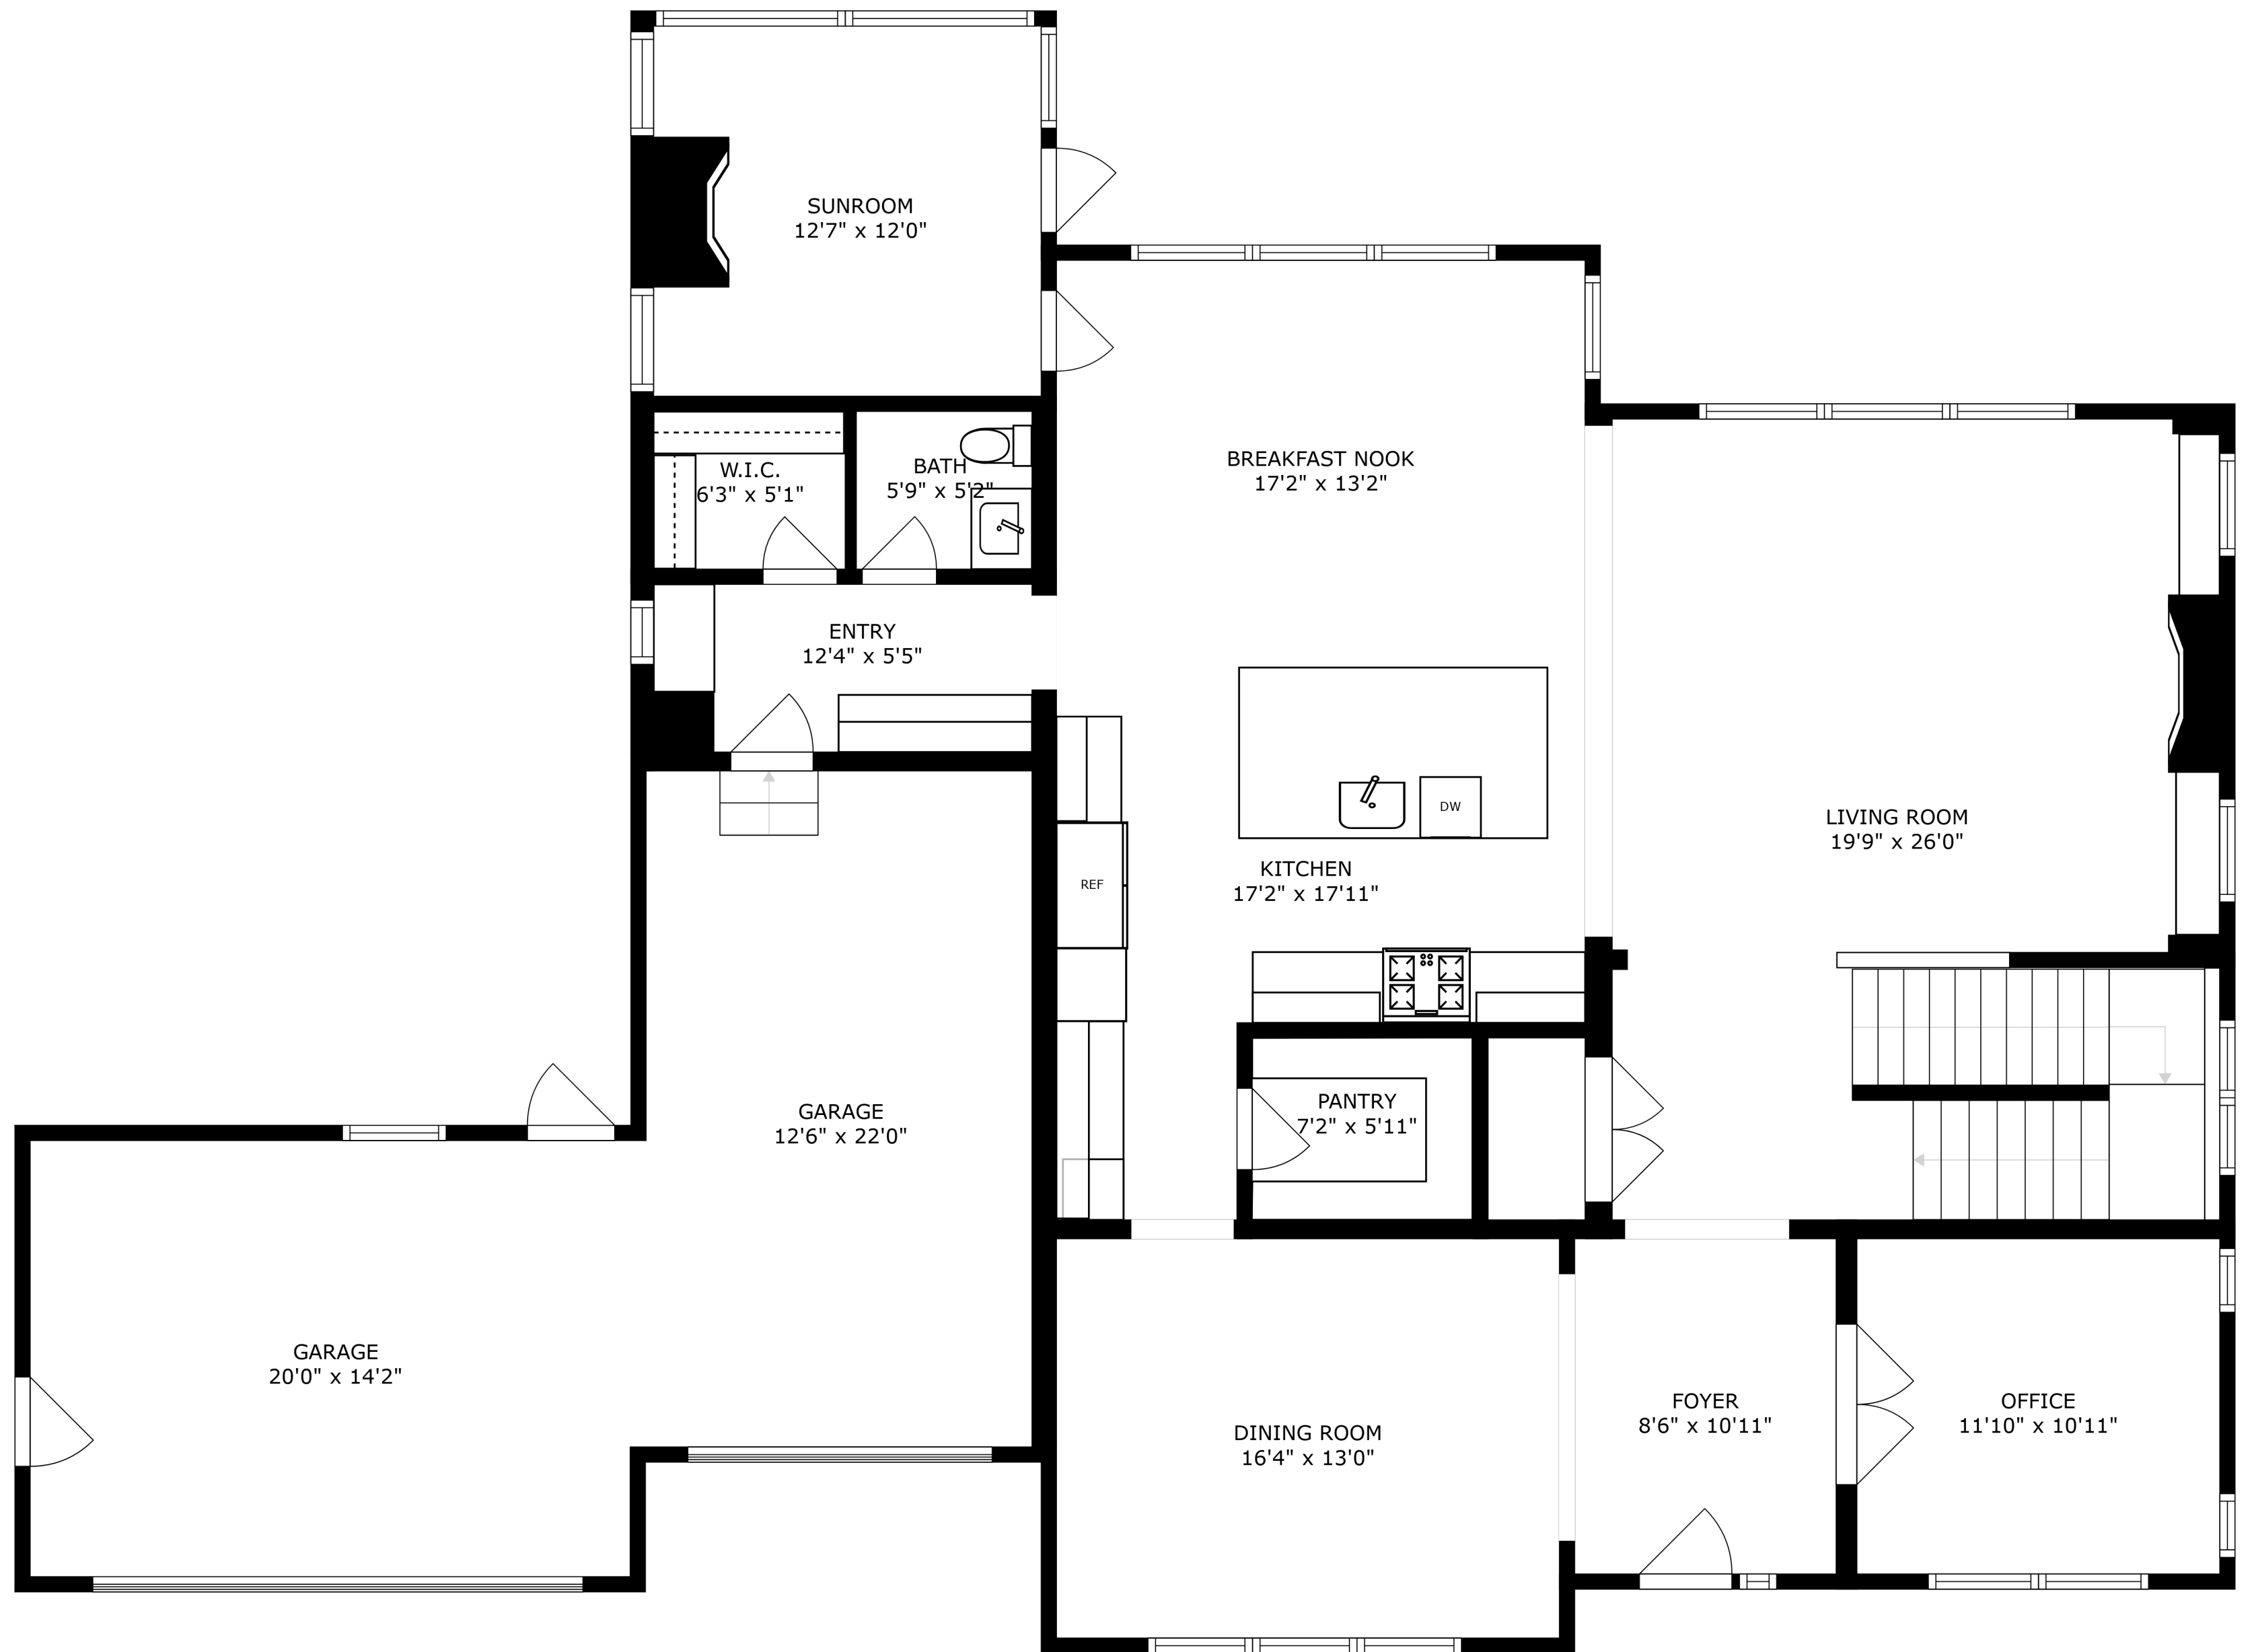 SUNROOM
12'7" x 12'0"
W.I.C.
6'3" x 5'1"
BATH
5'9" x 5'2"
BREAKFAST NOOK
17'2" x 13'2"
ENTRY
12'4" x 5'5"
DW
LIVING ROOM
19'9" x 26'0"
REF
KITCHEN
17'2" x 17'11"
PANTRY
7'2" x 5'11"
GARAGE
12'6" x 22'0"
GARAGE
20'0" x 14'2"
DINING ROOM
16'4" x 13'0"
FOYER
8'6" x 10'11"
OFFICE
11'10" x 10'11"